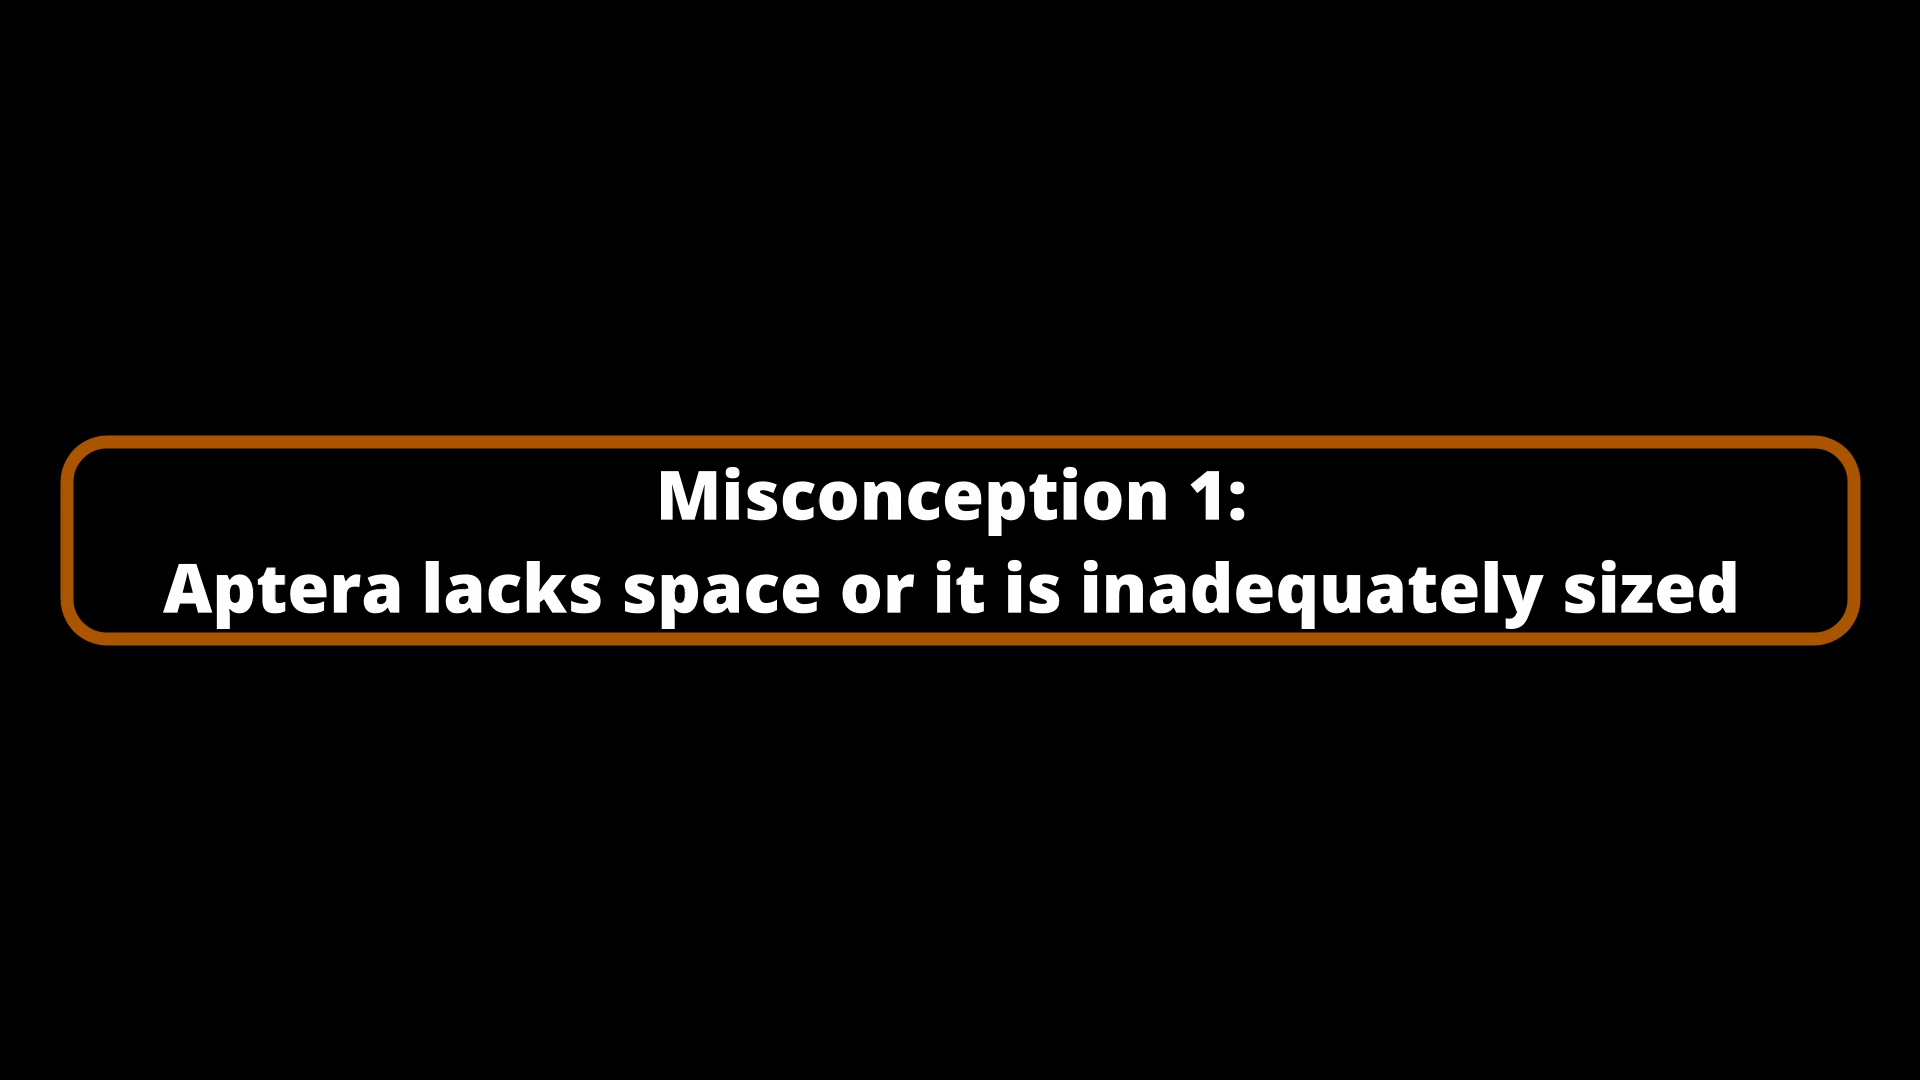 Misconception 1:
Aptera lacks space or it is inadequately sized